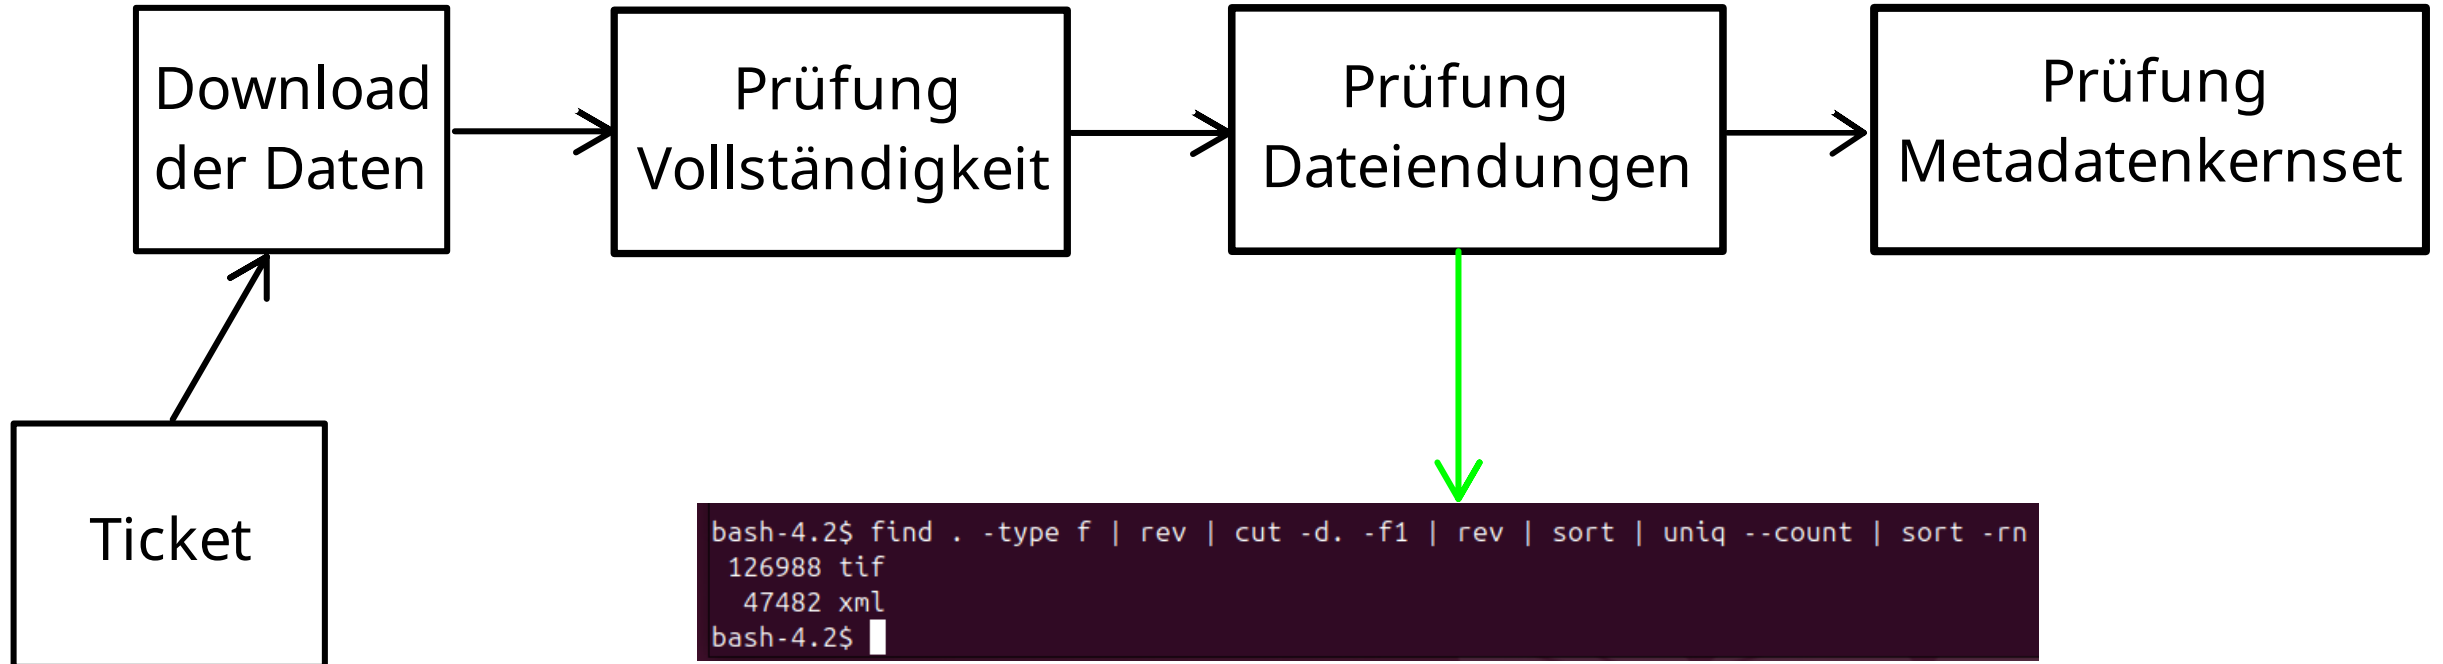 Download
der Daten
Prüfung
Vollständigkeit
Prüfung
Dateiendungen
Prüfung
Metadatenkernset
Ticket
bash-4.2$ find . -type f | rev | cut -d. -f1 | rev | sort | uniq --count | sort -rn
126988 tif
47482 xml
bash-4.2$